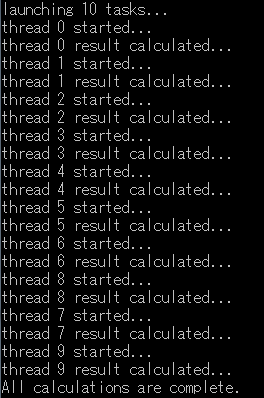 launching 10 tasks...
thread 0 started...
thread 0 result calculated...
thread 1 started...
thread 1 result calculated...
thread 2 started...
thread 2 result calculated...
thread 3 started...
thread 3 result calculated...
thread 4 started...
thread 4 result calculated...
thread 5 started...
thread 5 result calculated...
thread 6 started...
thread 6 result calculated...
thread 8 started...
thread 8 result calculated...
thread 7 started...
thread 7 result calculated...
thread 9 started...
thread 9 result calculated...
All calculations are complete.